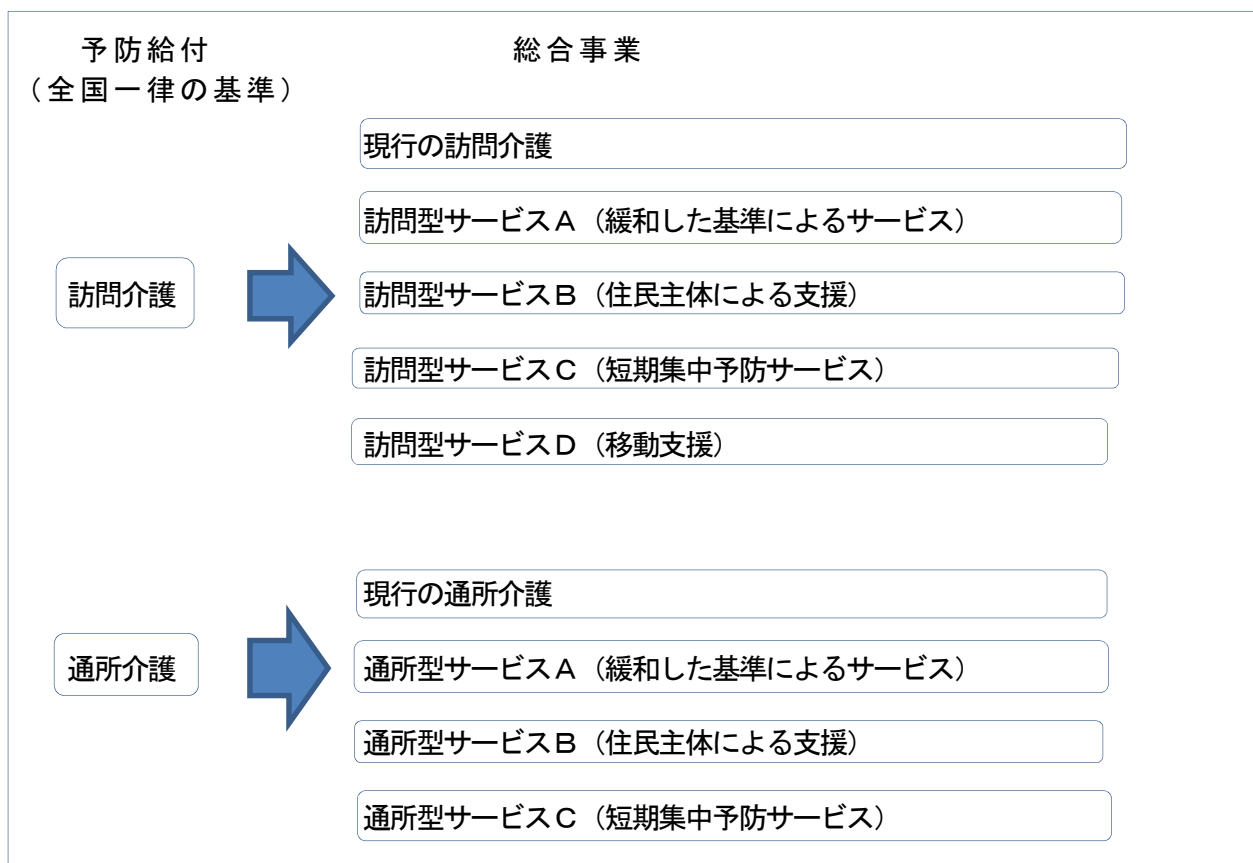 予防給付
（全国一律の基準）
総合事業
訪問介護
現行の訪問介護
訪問型サービスＡ（緩和した基準によるサービス）
訪問型サービスＢ（住民主体による支援）
訪問型サービスＣ（短期集中予防サービス）
訪問型サービスＤ（移動支援）
通所介護
現行の通所介護
通所型サービスＡ（緩和した基準によるサービス）
通所型サービスＢ（住民主体による支援）
通所型サービスＣ（短期集中予防サービス）